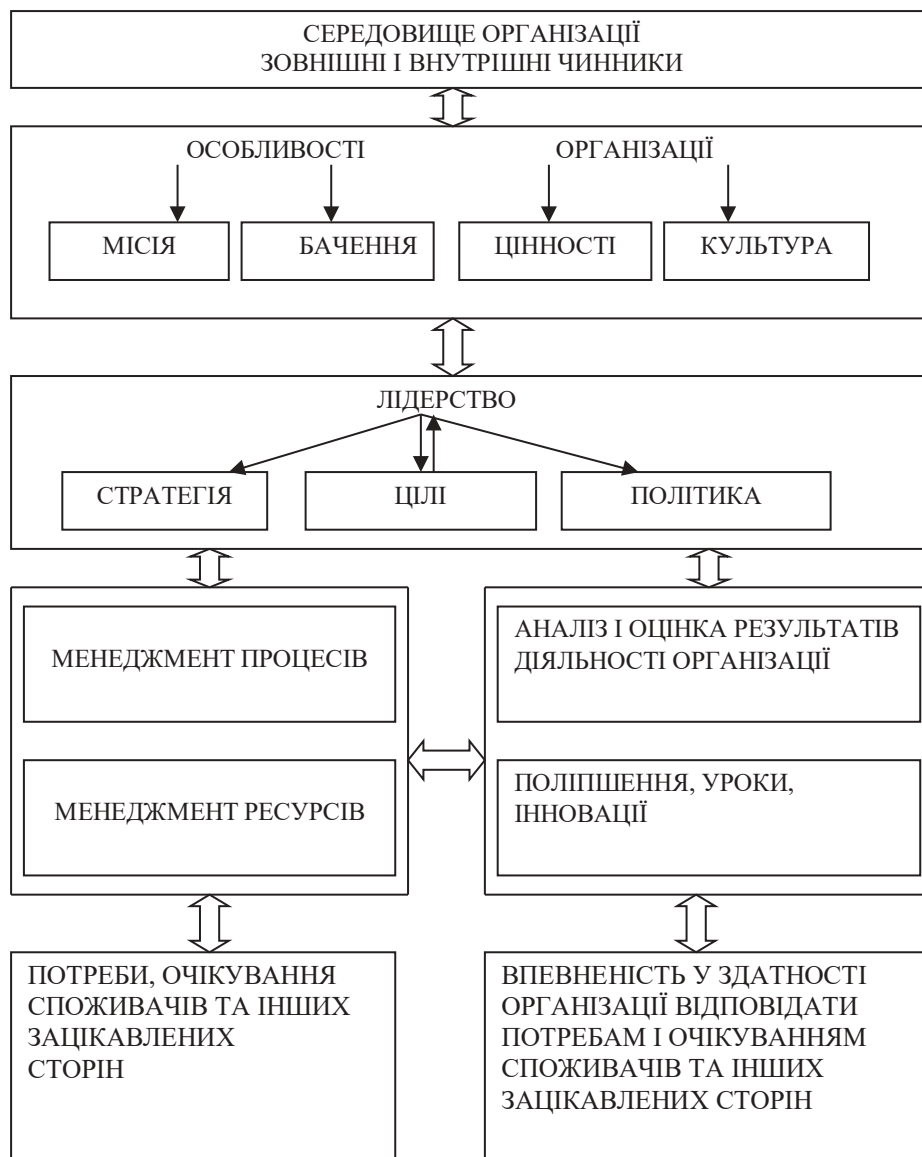 СЕРЕДОВИЩЕ ОРГАНІЗАЦІЇ
ЗОВНІШНІ І ВНУТРІШНІ ЧИННИКИ
ОСОБЛИВОСТІ ОРГАНІЗАЦІЇ
МІСІЯ БАЧЕННЯ ЦІННОСТІ КУЛЬТУРА
ЛІДЕРСТВО
СТРАТЕГІЯ ЦІЛІ ПОЛІТИКА
МЕНЕДЖМЕНТ ПРОЦЕСІВ
МЕНЕДЖМЕНТ РЕСУРСІВ
АНАЛІЗ І ОЦІНКА РЕЗУЛЬТАТІВ
ДІЯЛЬНОСТІ ОРГАНІЗАЦІЇ
ПОЛІПШЕННЯ, УРОКИ,
ІННОВАЦІЇ
ПОТРЕБИ, ОЧІКУВАННЯ
СПОЖИВАЧІВ ТА ІНШИХ
ЗАЦІКАВЛЕНИХ
СТОРІН
ВПЕВНЕНІСТЬ У ЗДАТНОСТІ
ОРГАНІЗАЦІЇ ВІДПОВІДАТИ
ПОТРЕБАМ І ОЧІКУВАННЯМ
СПОЖИВАЧІВ ТА ІНШИХ
ЗАЦІКАВЛЕНИХ СТОРІН